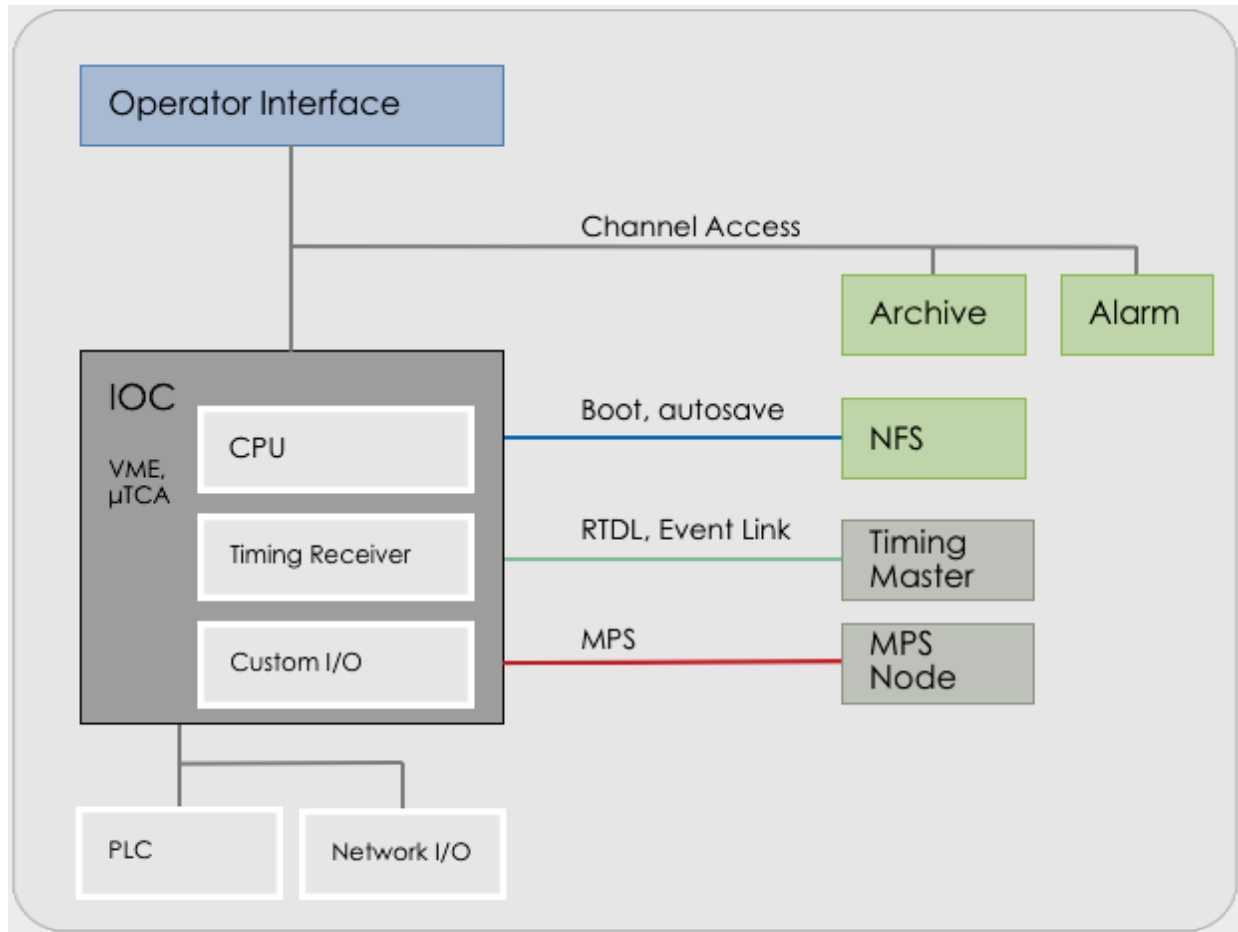 Operator Interface
Channel Access
Archive
Alarm
IOC
VME,
µTCA
CPU
Boot, autosave
NFS
Timing Receiver
RTDL, Event Link
Timing
Master
Custom I/O
MPS
MPS
Node
PLC
Network I/O